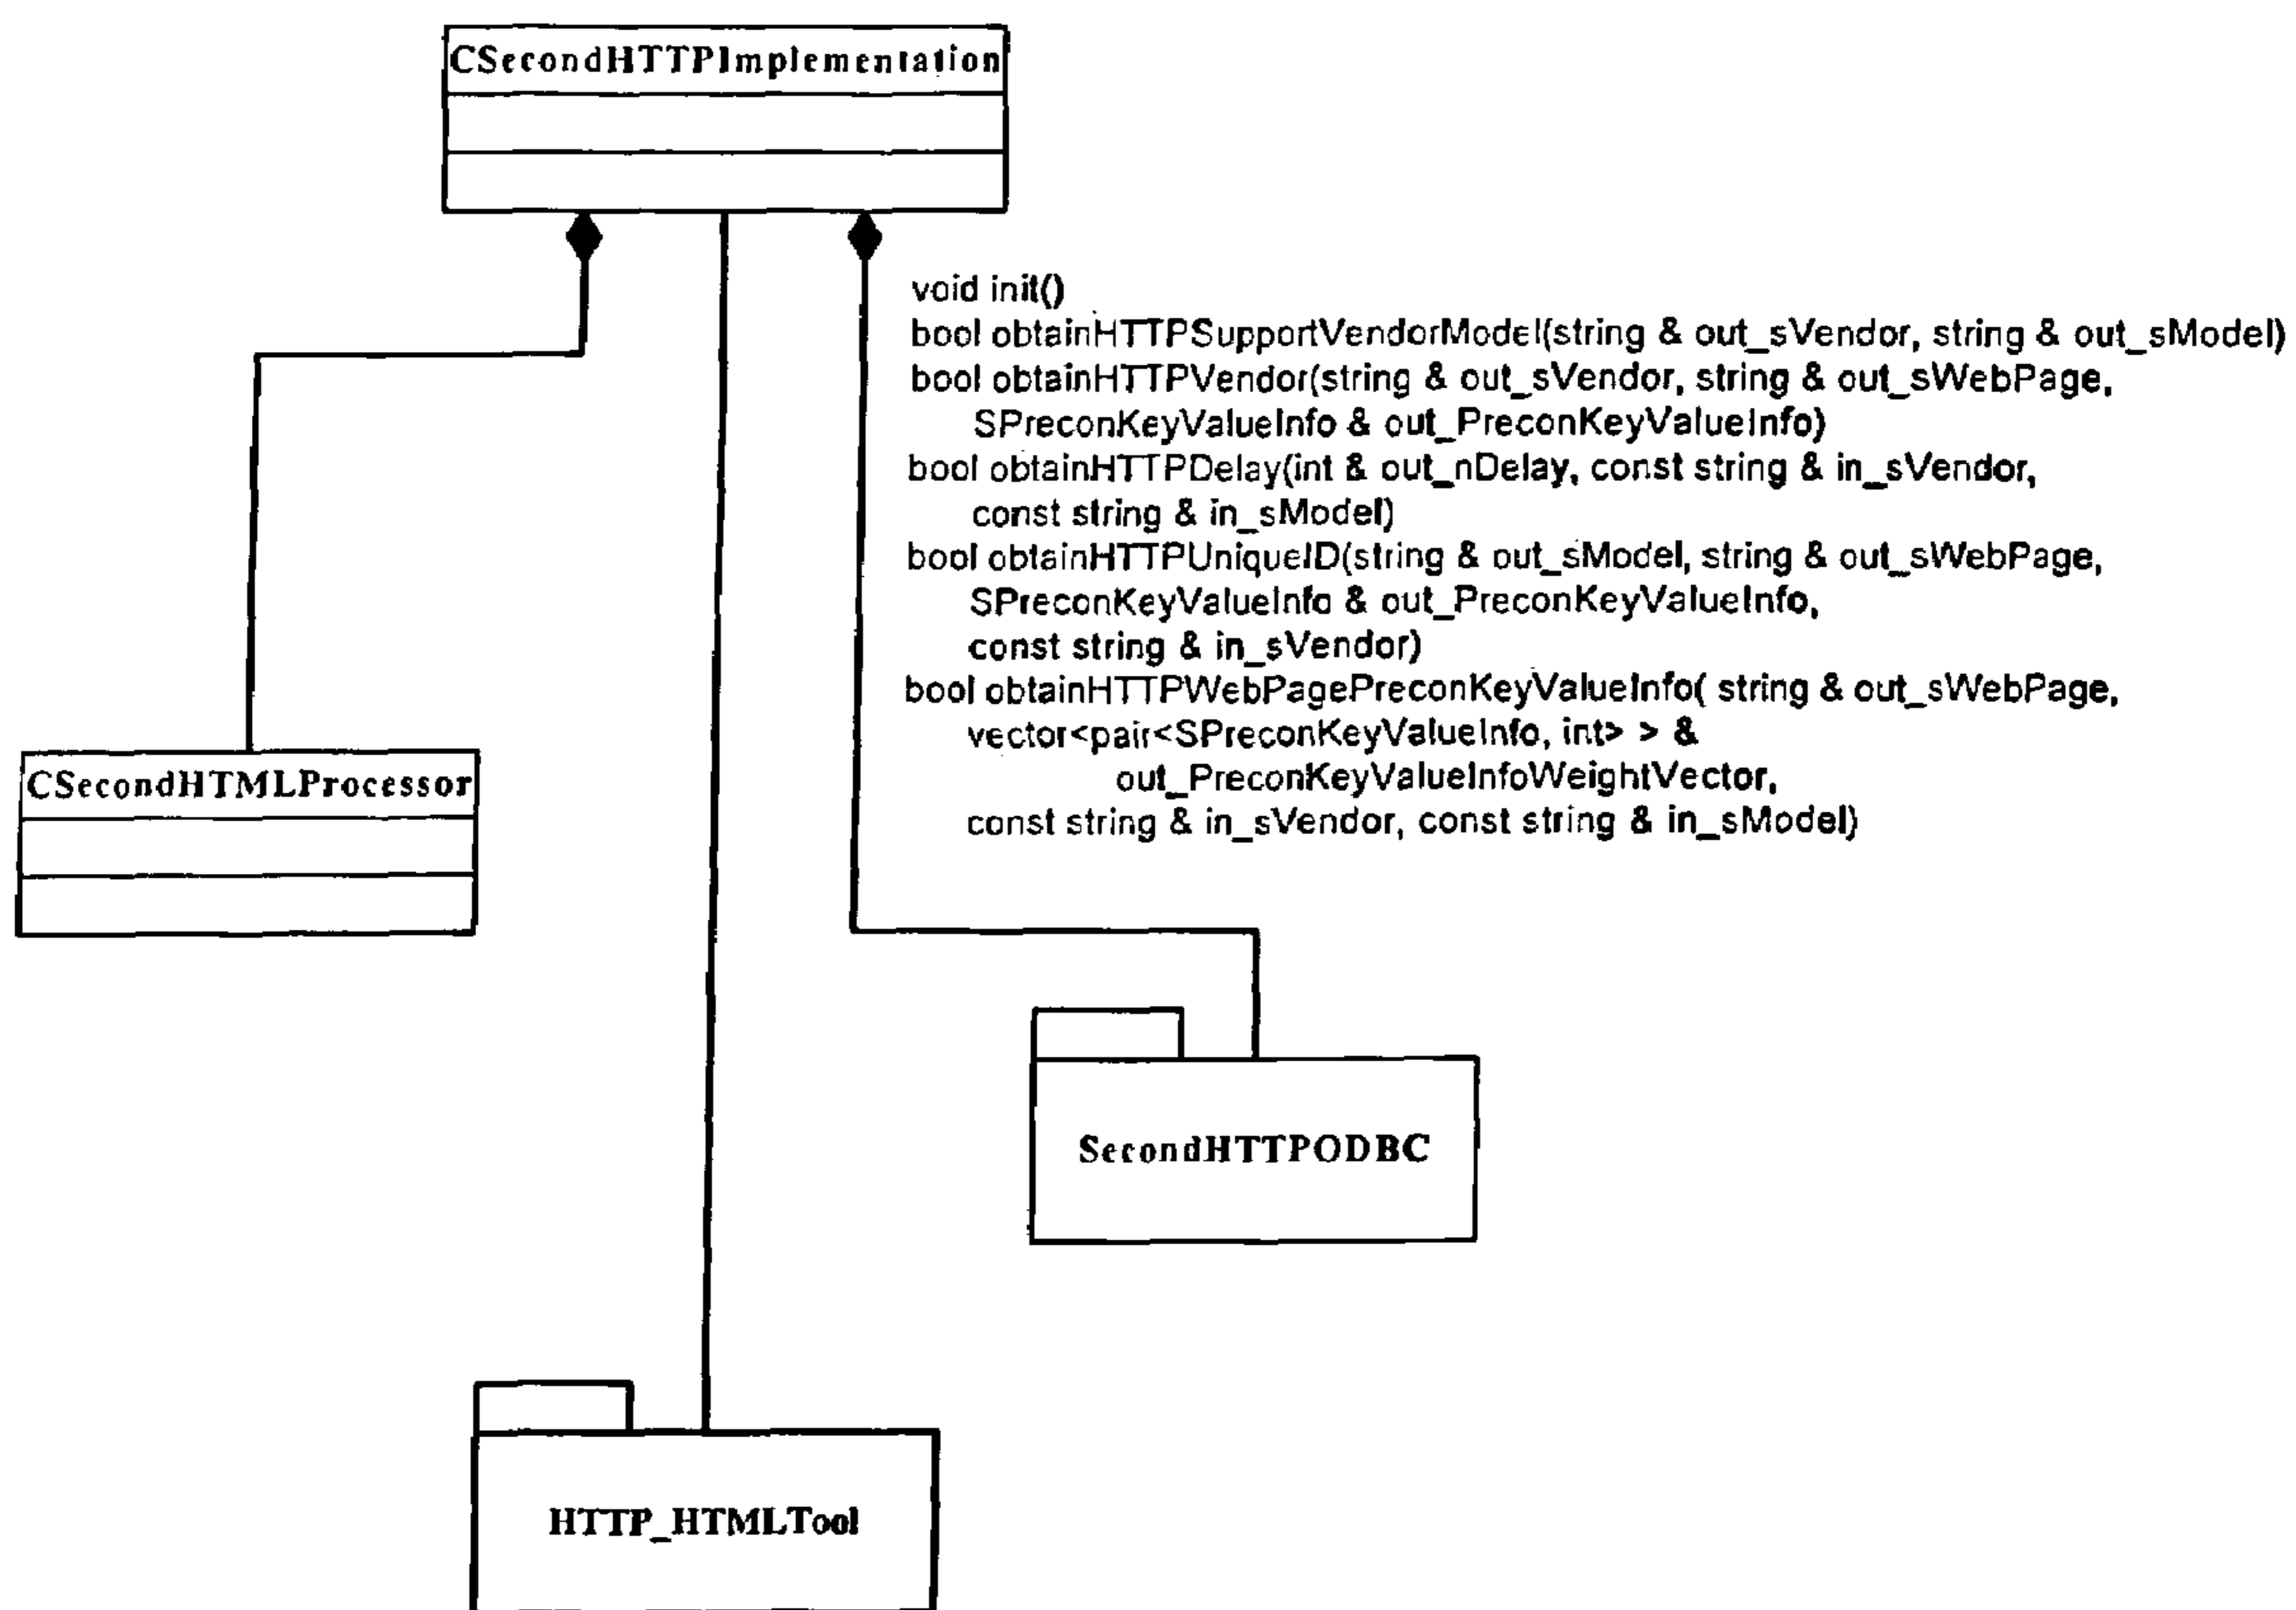 CSecondHTTPImplementation
void init()
bool obtainHTTPSupportVendorModel(string & out_sVendor, string & out_sModel)
bool obtainHTTPVendor(string & out_sVendor, string & out_sWebPage,
SPreconKeyValueInfo & out_PreconKeyValueInfo)
bool obtainHTTPDelay(int & out_nDelay, const string & in_sVendor,
const string & in_sModel)
bool obtainHTTPUniqueID(string & out_sModel, string & out_sWebPage,
SPreconKeyValueInfo & out_PreconKeyValueInfo,
const string & in_sVendor)
bool obtainHTTPWebPagePreconKeyValueInfo( string & out_sWebPage,
vector<pair<SPreconKeyValueInfo, int> > &
out_PreconKeyValueInfoWeightVector,
const string & in_sVendor, const string & in_sModel)
CSecondHTMLProcessor
SecondHTTPODBC
HTTP_HTMLTool